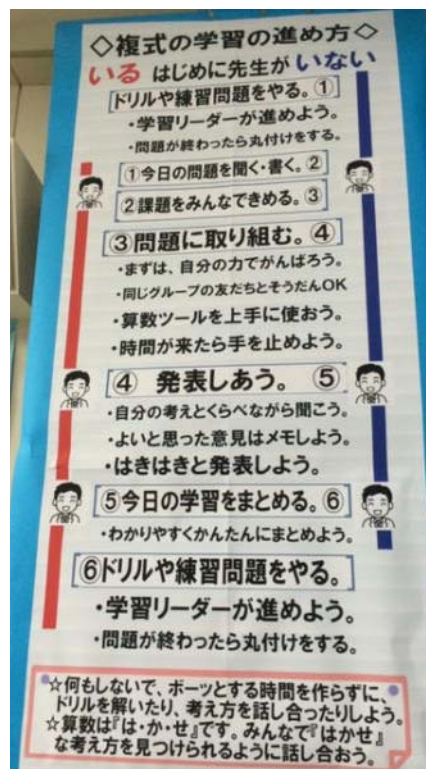 ◇複式の学習の進め方◇
いる はじめに先生が いない
ドリルや練習問題をやる。①
・学習リーダーが進めよう。
・問題が終わったら丸付けをする。
①今日の問題を聞く・書く。②
②課題をみんなできめる。③
③問題に取り組む。④
・まずは、自分の力でがんばろう。
・同じグループの友だちとそうだんOK
・算数ツールを上手に使おう。
・時間が来たら手を止めよう。
④ 発表しあう。 ⑤
・自分の考えとくらべながら聞こう。
・よいと思った意見はメモしよう。
・はきはきと発表しよう。
⑤今日の学習をまとめる。⑥
・わかりやすくかんたんにまとめよう。
⑥ドリルや練習問題をやる。
・学習リーダーが進めよう。
・問題が終わったら丸付けをする。
☆何もしないで、ボーッとする時間を作らずに、
ドリルを解いたり、考え方を話し合ったりしよう。
☆算数は『は・か・せ』です。みんなで『はかせ』
な考え方を見つけられるように話し合おう。